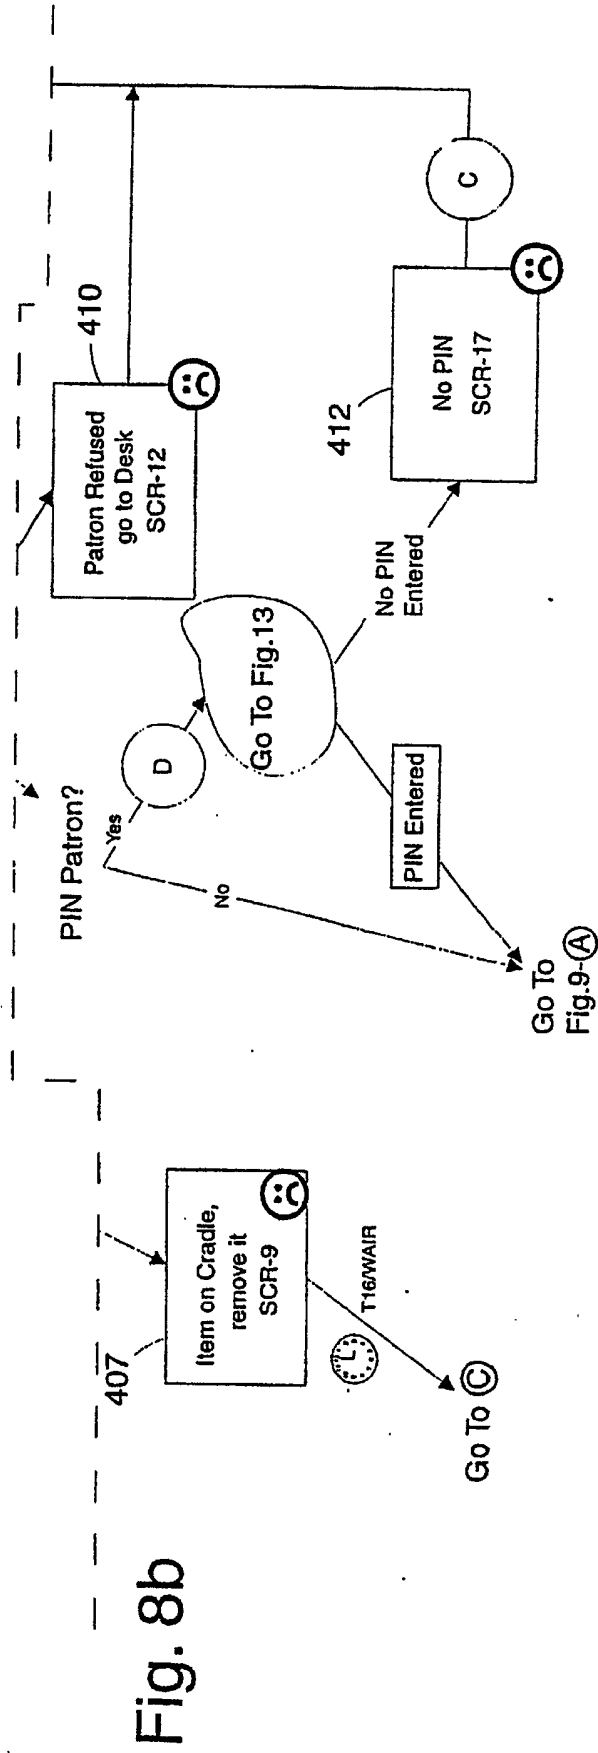 Fig. 8b
407
Item on Cradle,
remove it
SCR-9
T16/WAIR
Go To C
PIN Patron?
Yes
No
D
Go To Fig.13
PIN Entered
Go To
Fig.9-A
No PIN
Entered
410
Patron Refused
go to Desk
SCR-12
412
No PIN
SCR-17
C